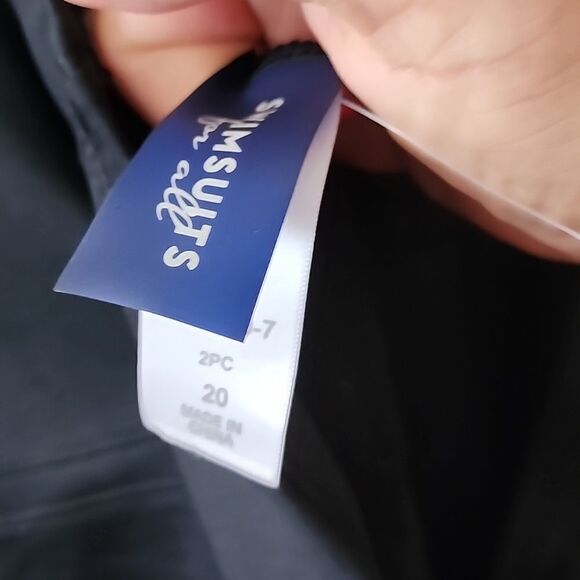 SWIMSUITS
for all
-7
2PC
20
MADE IN
CHINA